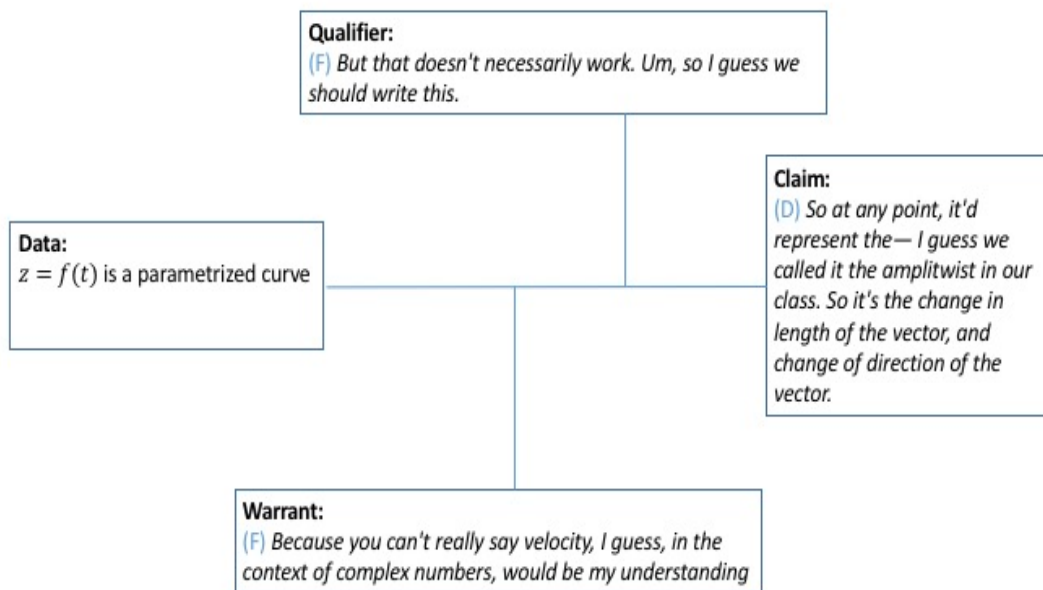 Qualifier:
(F) But that doesn't necessarily work. Um, so I guess we
should write this.
Claim:
(D) So at any point, it'd
represent the— I guess we
called it the amplitwist in our
class. So it's the change in
length of the vector, and
change of direction of the
vector.
Data:
z = f(t) is a parametrized curve
Warrant:
(F) Because you can't really say velocity, I guess, in the
context of complex numbers, would be my understanding